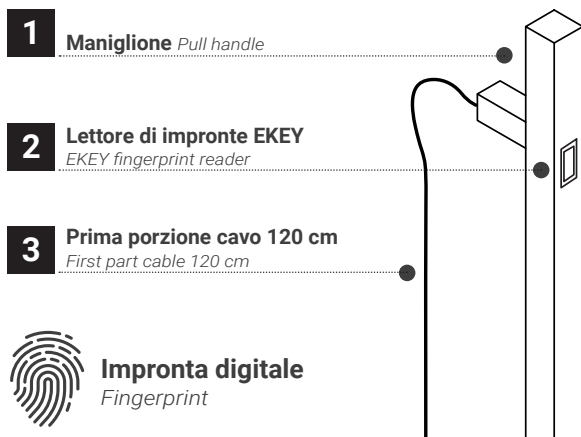 1
Maniglione Pull handle
2
Lettore di impronte EKEY
EKEY fingerprint reader
3
Prima porzione cavo 120 cm
First part cable 120 cm
Impronta digitale
Fingerprint